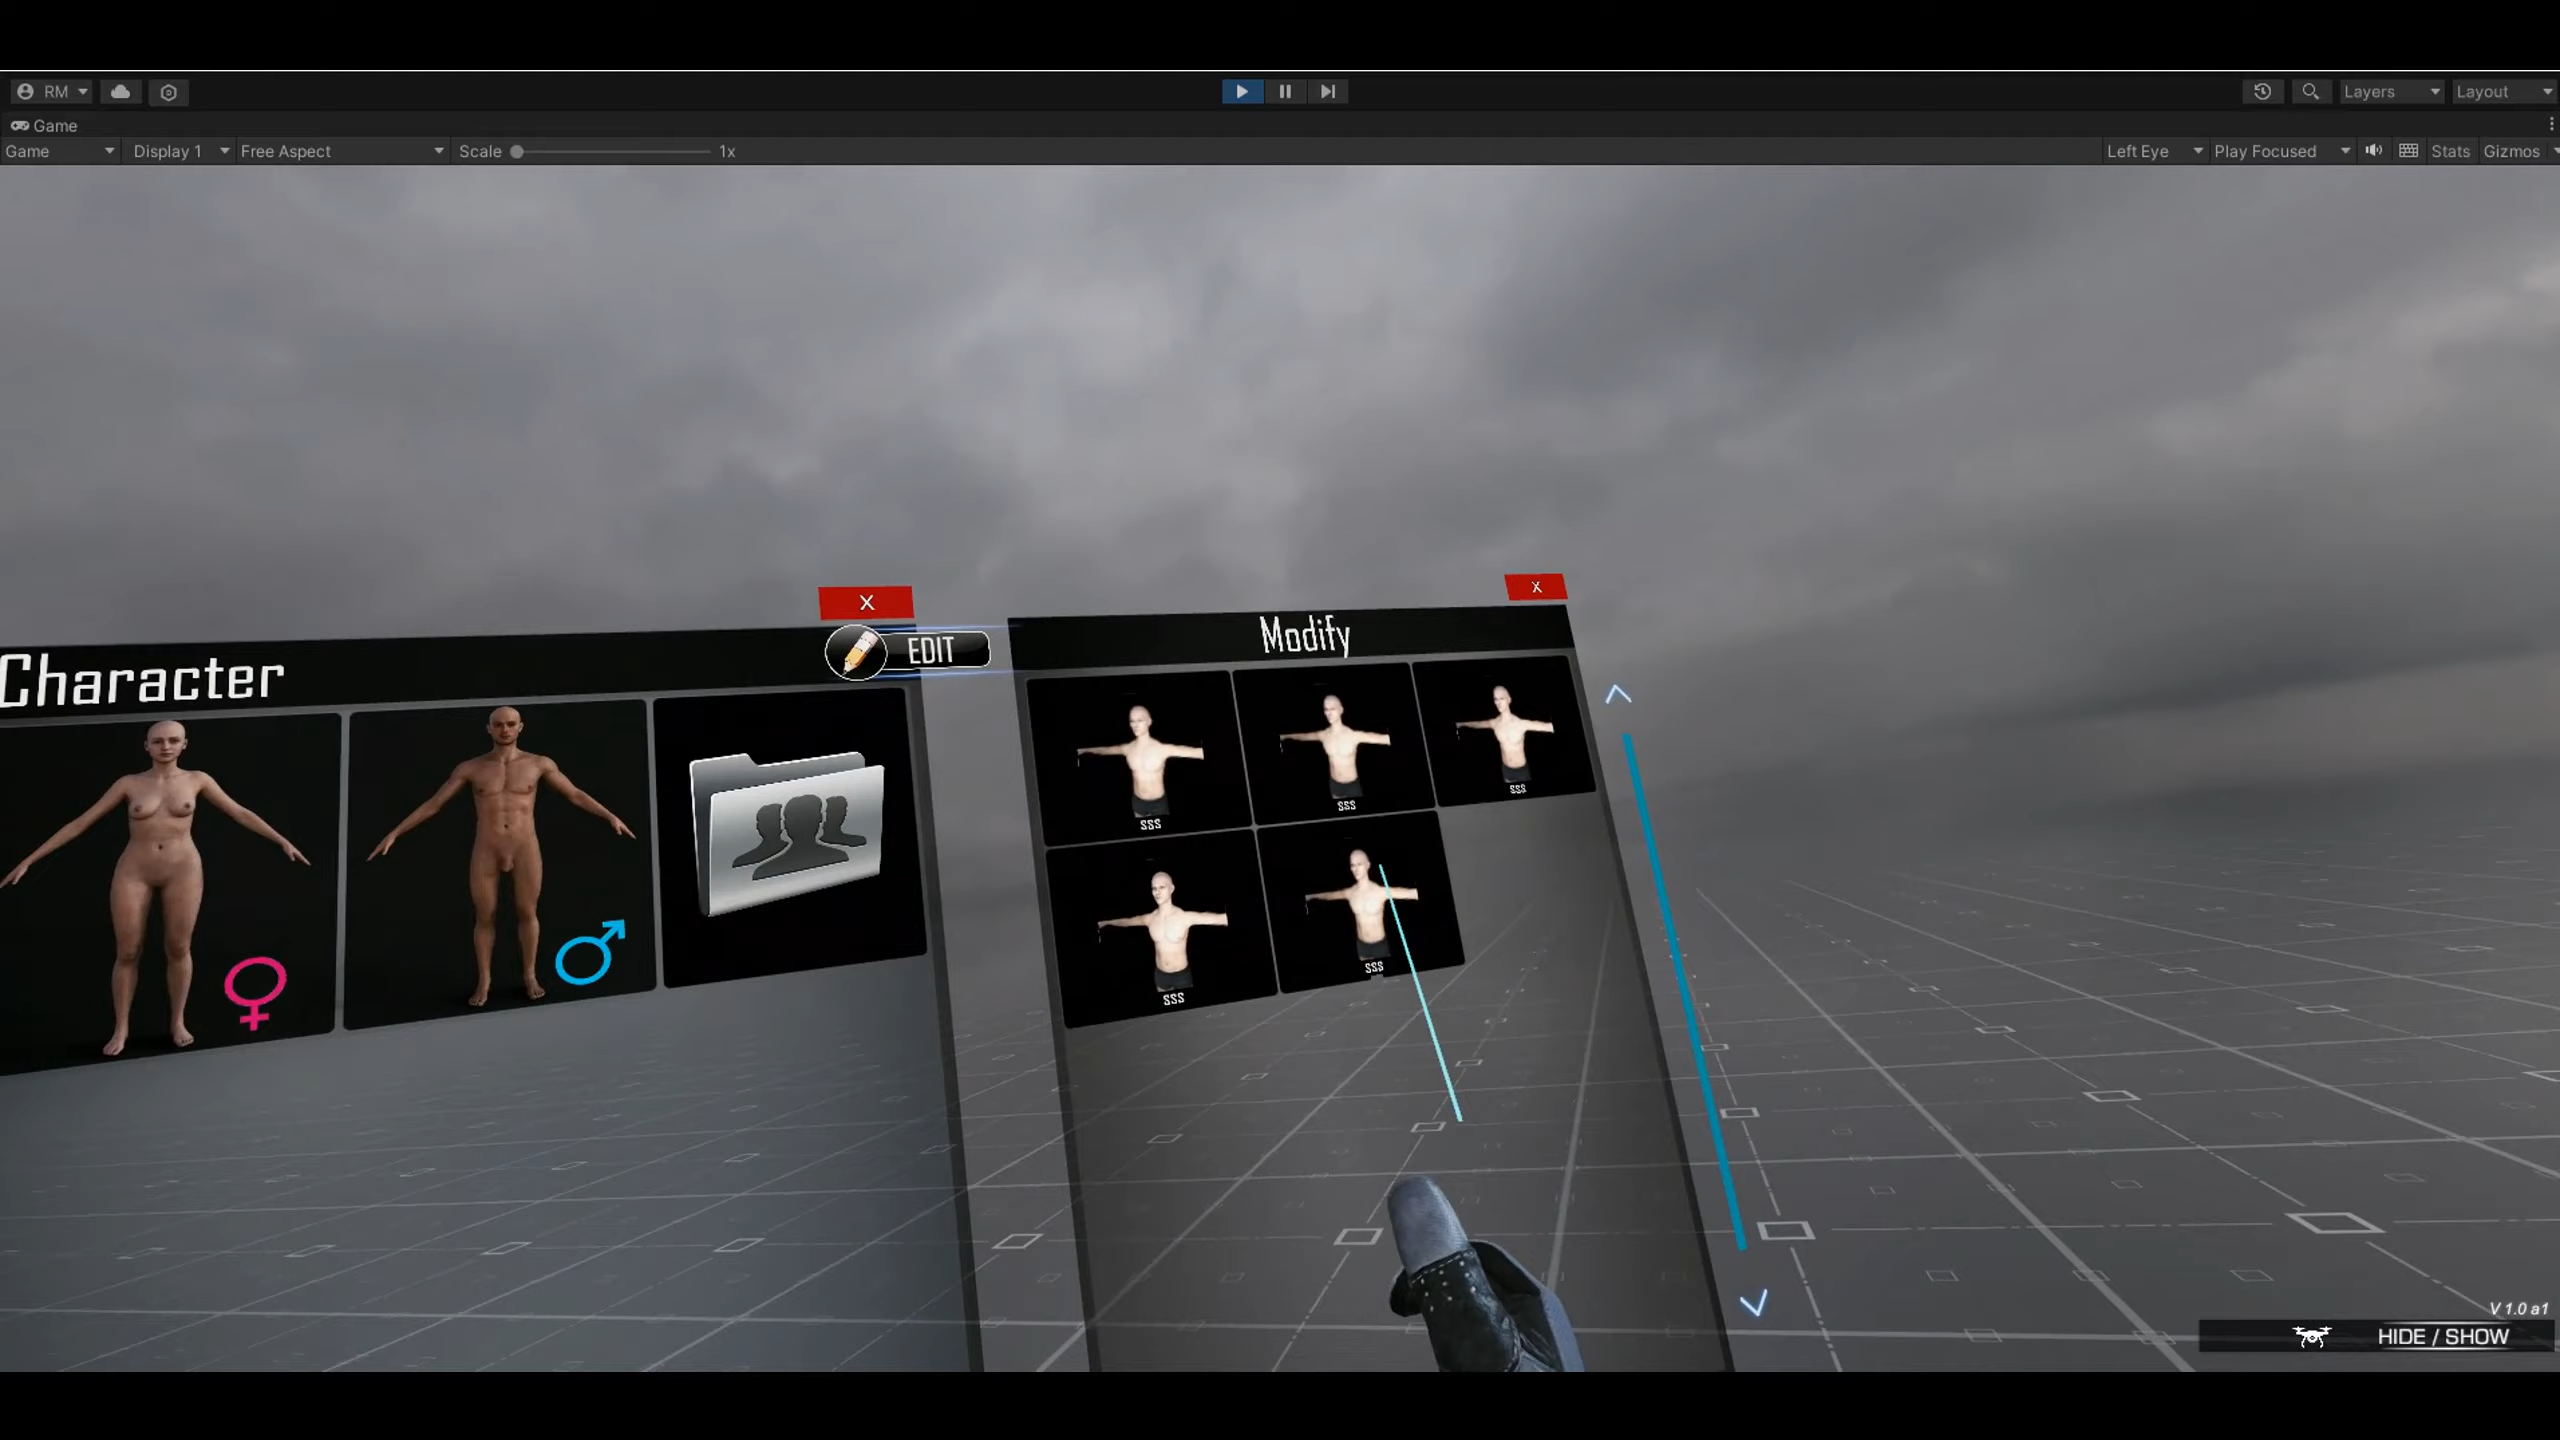 RM
Layers
Layout
Game
Game
Display 1
Free Aspect
Scale
1x
Left Eye
Play Focused
Stats
Gizmos
X
X
EDIT
Modify
Character
SSS
SSS
SSS
SSS
SSS
V 1.0 a1
HIDE / SHOW